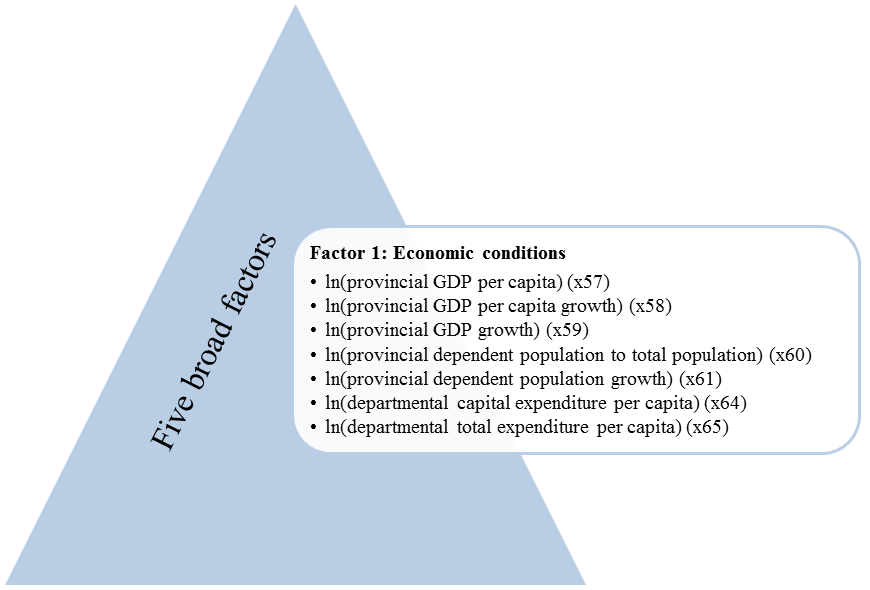 Five broad factors
Factor 1: Economic conditions
• ln(provincial GDP per capita) (x57)
• ln(provincial GDP per capita growth) (x58)
• ln(provincial GDP growth) (x59)
• ln(provincial dependent population to total population) (x60)
• ln(provincial dependent population growth) (x61)
• ln(departmental capital expenditure per capita) (x64)
• ln(departmental total expenditure per capita) (x65)